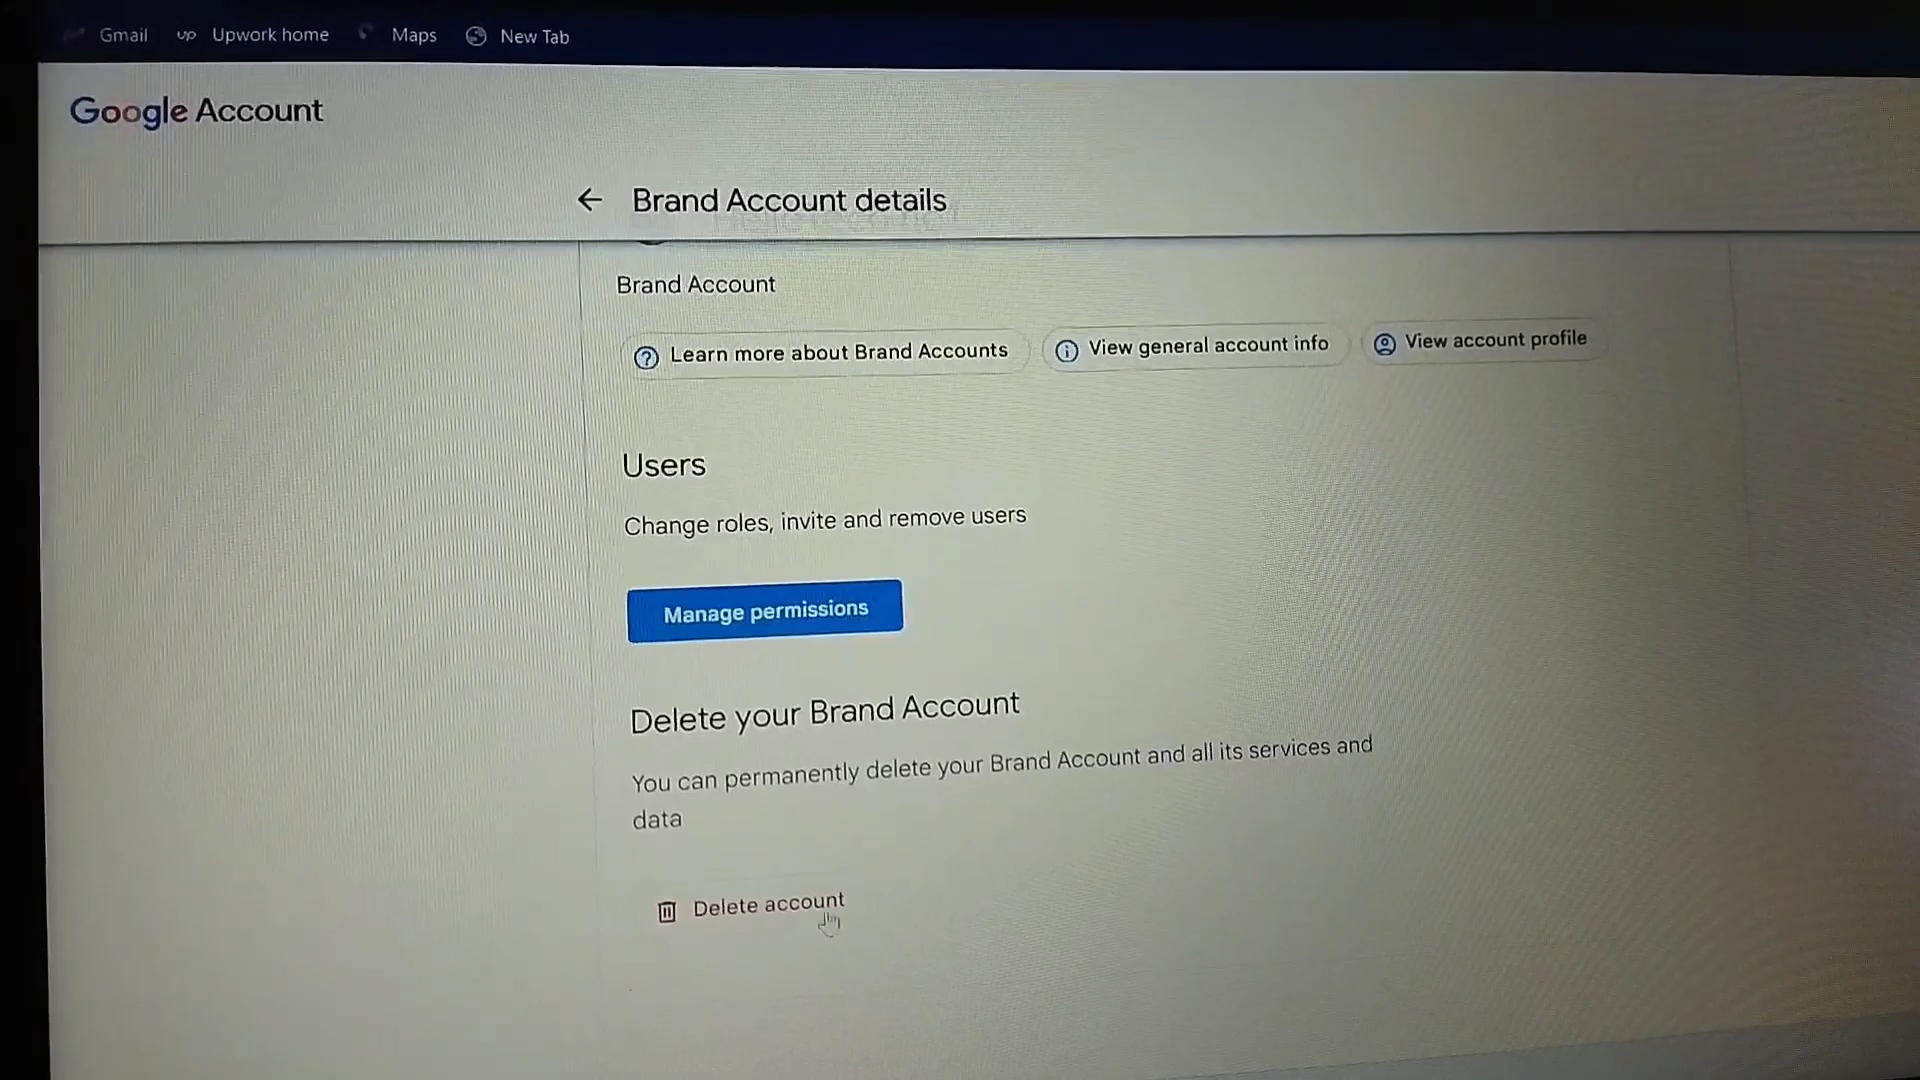 Gmail
up Upwork home
Maps
New Tab
Google Account
Brand Account details
Brand Account
Learn more about Brand Accounts
View general account info
View account profile
Users
Change roles, invite and remove users
Manage permissions
Delete your Brand Account
You can permanently delete your Brand Account and all its services and
data
Delete account